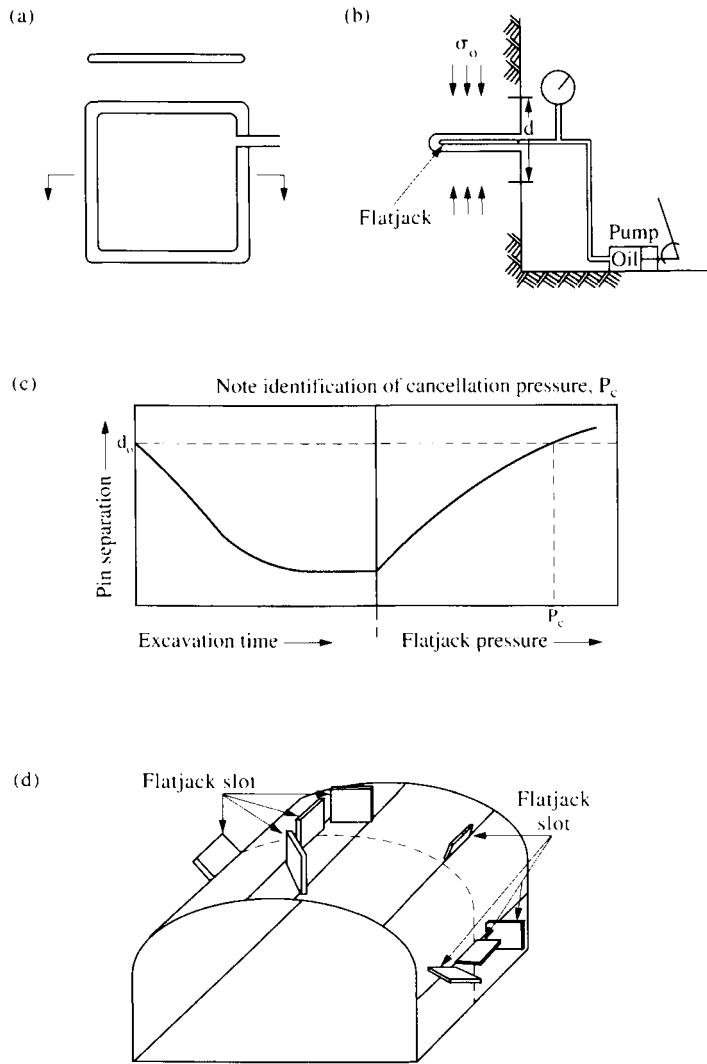 (a)
(b)
σo
d
Flatjack
Pump
Oil
(c)
Note identification of cancellation pressure, Pc
do
Pin separation
Pc
Excavation time
Flatjack pressure
(d)
Flatjack slot
Flatjack
slot